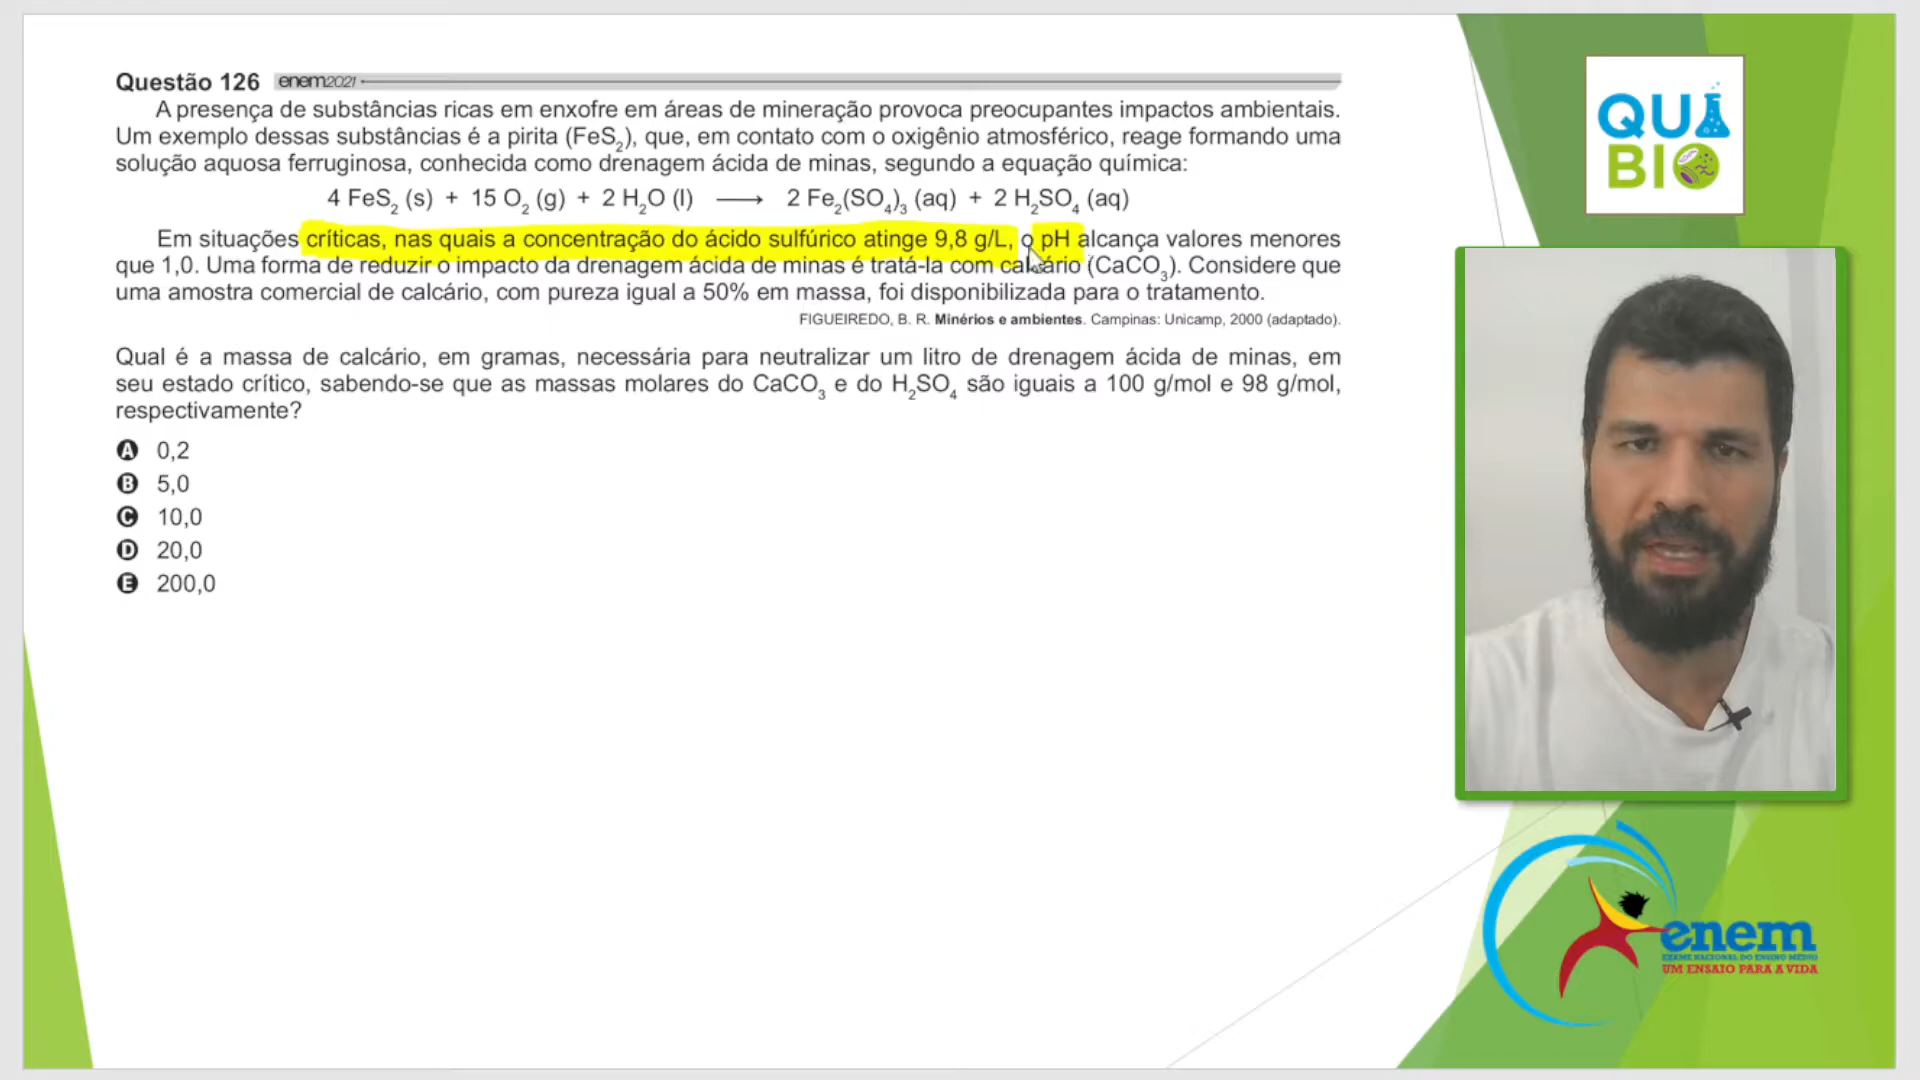 Questão 126 enem2021
A presença de substâncias ricas em enxofre em áreas de mineração provoca preocupantes impactos ambientais.
Um exemplo dessas substâncias é a pirita (FeS2), que, em contato com o oxigênio atmosférico, reage formando uma
solução aquosa ferruginosa, conhecida como drenagem ácida de minas, segundo a equação química:
4 FeS2 (s) + 15 O2 (g) + 2 H2O (l) ⟶ 2 Fe2(SO4)3 (aq) + 2 H2SO4 (aq)
Em situações críticas, nas quais a concentração do ácido sulfúrico atinge 9,8 g/L, o pH alcança valores menores
que 1,0. Uma forma de reduzir o impacto da drenagem ácida de minas é tratá-la com calcário (CaCO3). Considere que
uma amostra comercial de calcário, com pureza igual a 50% em massa, foi disponibilizada para o tratamento.
FIGUEIREDO, B. R. Minérios e ambientes. Campinas: Unicamp, 2000 (adaptado).
Qual é a massa de calcário, em gramas, necessária para neutralizar um litro de drenagem ácida de minas, em
seu estado crítico, sabendo-se que as massas molares do CaCO3 e do H2SO4 são iguais a 100 g/mol e 98 g/mol,
respectivamente?
A 0,2
B 5,0
C 10,0
D 20,0
E 200,0
QUI
BIO
enem
EXAME NACIONAL DO ENSINO MÉDIO
UM ENSAIO PARA A VIDA